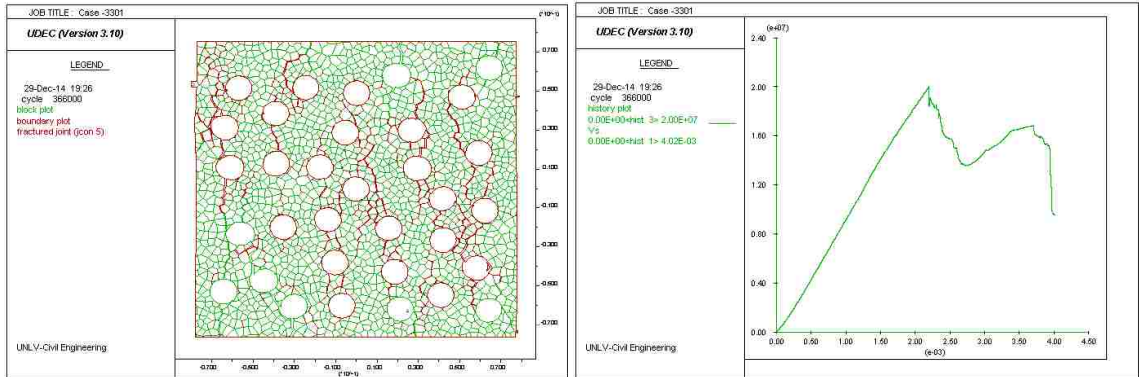 JOB TITLE : Case -3301
UDEC (Version 3.10)
LEGEND
29-Dec-14 19:26
cycle 366000
block plot
boundary plot
fractured joint (jcon 5)
UNLV-Civil Engineering
(*10^-1)
0.700
0.500
0.300
0.100
-0.100
-0.300
-0.500
-0.700
-0.700
-0.500
-0.300
-0.100
0.100
0.300
0.500
0.700
(*10^-1)
JOB TITLE : Case -3301
UDEC (Version 3.10)
LEGEND
29-Dec-14 19:26
cycle 366000
history plot
0.00E+00<hist 3> 2.00E+07
Vs
0.00E+00<hist 1> 4.02E-03
UNLV-Civil Engineering
(e+07)
2.40
2.00
1.60
1.20
0.80
0.40
0.00
0.00
0.50
1.00
1.50
2.00
2.50
3.00
3.50
4.00
4.50
(e-03)